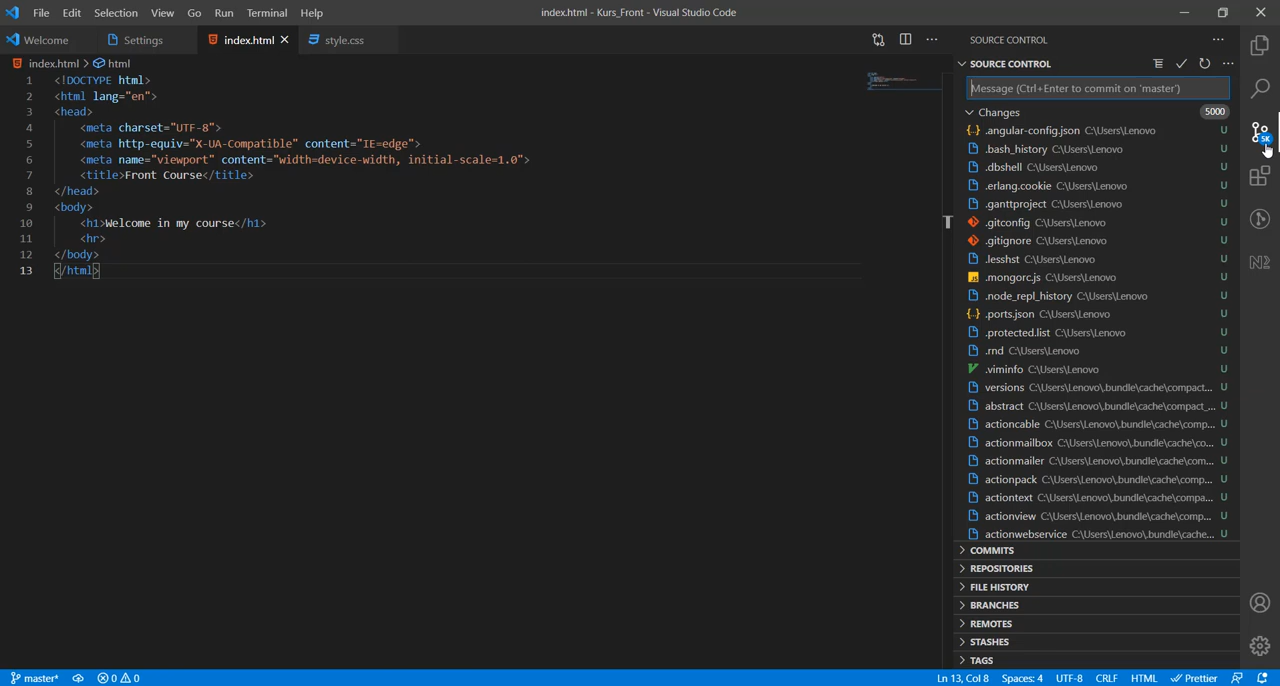 File Edit Selection View Go Run Terminal Help
index.html - Kurs_Front - Visual Studio Code
Welcome Settings index.html style.css
index.html > html
1 <!DOCTYPE html>
2 <html lang="en">
3 <head>
4 <meta charset="UTF-8">
5 <meta http-equiv="X-UA-Compatible" content="IE=edge">
6 <meta name="viewport" content="width=device-width, initial-scale=1.0">
7 <title>Front Course</title>
8 </head>
9 <body>
10 <h1>Welcome in my course</h1>
11 <hr>
12 </body>
13 </html>
SOURCE CONTROL
SOURCE CONTROL
Message (Ctrl+Enter to commit on 'master')
Changes 5000
.angular-config.json C:\Users\Lenovo U
.bash_history C:\Users\Lenovo U
.dbshell C:\Users\Lenovo U
.erlang.cookie C:\Users\Lenovo U
.ganttproject C:\Users\Lenovo U
.gitconfig C:\Users\Lenovo U
.gitignore C:\Users\Lenovo U
.lesshst C:\Users\Lenovo U
.mongorc.js C:\Users\Lenovo U
.node_repl_history C:\Users\Lenovo U
.ports.json C:\Users\Lenovo U
.protected.list C:\Users\Lenovo U
.rnd C:\Users\Lenovo U
.viminfo C:\Users\Lenovo U
versions C:\Users\Lenovo\.bundle\cache\compact... U
abstract C:\Users\Lenovo\.bundle\cache\compact_... U
actioncable C:\Users\Lenovo\.bundle\cache\comp... U
actionmailbox C:\Users\Lenovo\.bundle\cache\co... U
actionmailer C:\Users\Lenovo\.bundle\cache\com... U
actionpack C:\Users\Lenovo\.bundle\cache\comp... U
actiontext C:\Users\Lenovo\.bundle\cache\compa... U
actionview C:\Users\Lenovo\.bundle\cache\comp... U
actionwebservice C:\Users\Lenovo\.bundle\cache... U
COMMITS
REPOSITORIES
FILE HISTORY
BRANCHES
REMOTES
STASHES
TAGS
5K
master* 0 0
Ln 13, Col 8 Spaces: 4 UTF-8 CRLF HTML Prettier